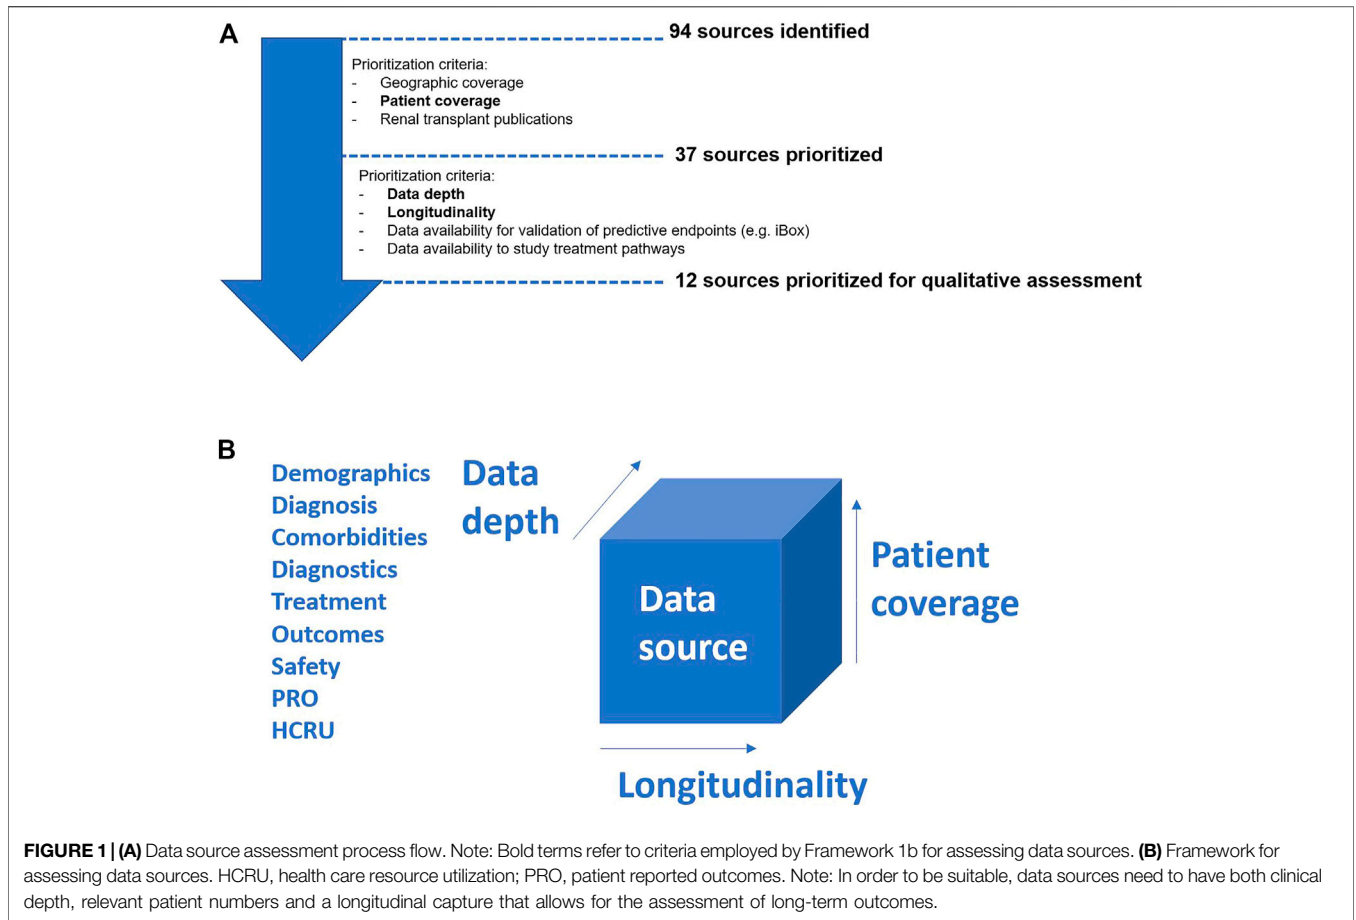 A
94 sources identified
Prioritization criteria:
- Geographic coverage
- Patient coverage
- Renal transplant publications
37 sources prioritized
Prioritization criteria:
- Data depth
- Longitudinality
- Data availability for validation of predictive endpoints (e.g. iBox)
- Data availability to study treatment pathways
12 sources prioritized for qualitative assessment
B
Demographics
Diagnosis
Comorbidities
Diagnostics
Treatment
Outcomes
Safety
PRO
HCRU
Data
depth
Data
source
Patient
coverage
Longitudinality
FIGURE 1 | (A) Data source assessment process flow. Note: Bold terms refer to criteria employed by Framework 1b for assessing data sources. (B) Framework for
assessing data sources. HCRU, health care resource utilization; PRO, patient reported outcomes. Note: In order to be suitable, data sources need to have both clinical
depth, relevant patient numbers and a longitudinal capture that allows for the assessment of long-term outcomes.